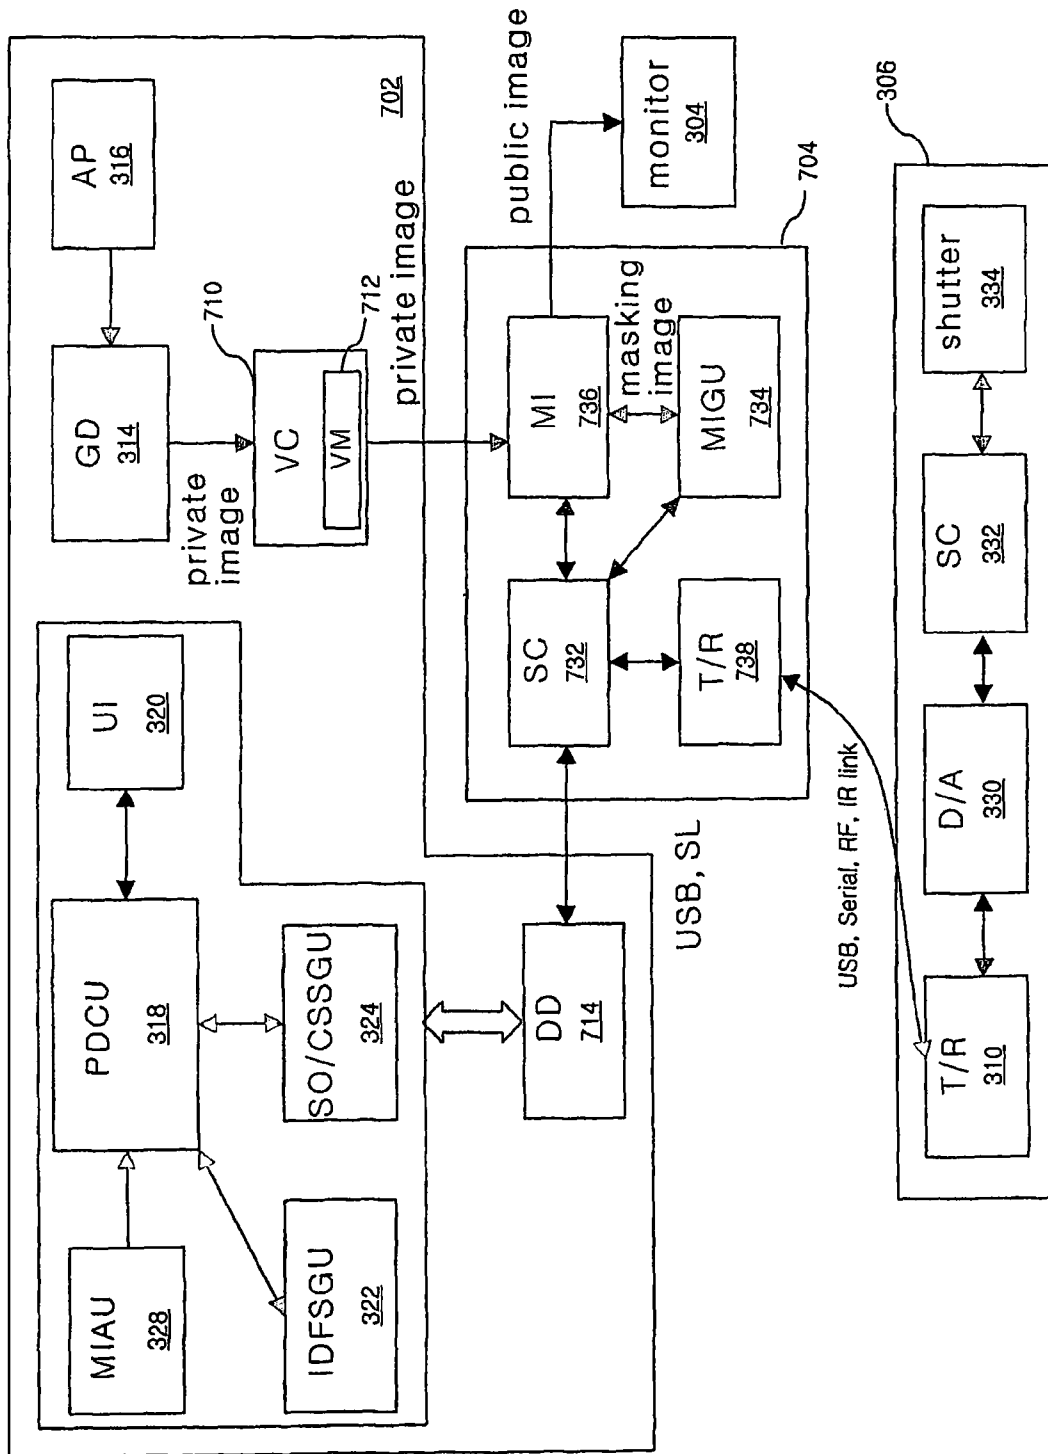 MIAU
328
PDCU
318
UI
320
IDFSGU
322
SO/CSSGU
324
GD
314
AP
316
private
image
710
VC
VM
712
702
private image
DD
714
USB, SL
SC
732
MI
736
masking
image
T/R
738
MIGU
734
704
public image
monitor
304
USB, Serial, RF, IR link
306
T/R
310
D/A
330
SC
332
shutter
334